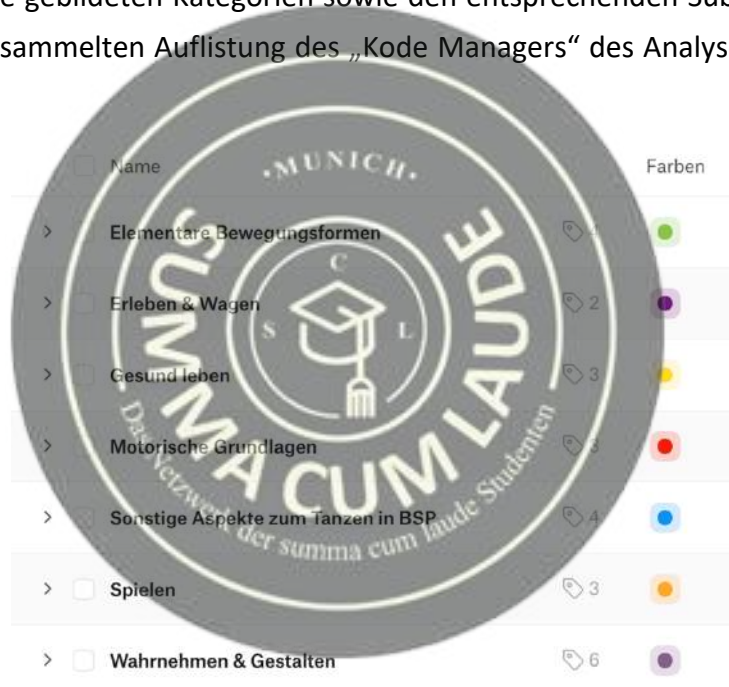 e gebildeten Kategorien sowie den entsprechenden Sub
sammelten Auflistung des „Kode Managers“ des Analys
Name Farben
·MUNICH·
Elementare Bewegungsformen 4
Erleben & Wagen 2
Gesund leben 3
Motorische Grundlagen 3
Sonstige Aspekte zum Tanzen in BSP 4
Spielen 3
Wahrnehmen & Gestalten 6
C
S L
SUMMA CUM LAUDE
Das Netzwerk der summa cum laude Studenten